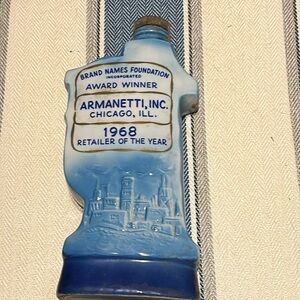 BRAND NAMES FOUNDATION
INCORPORATED
AWARD WINNER
ARMANETTI, INC.
CHICAGO, ILL.
1968
RETAILER OF THE YEAR